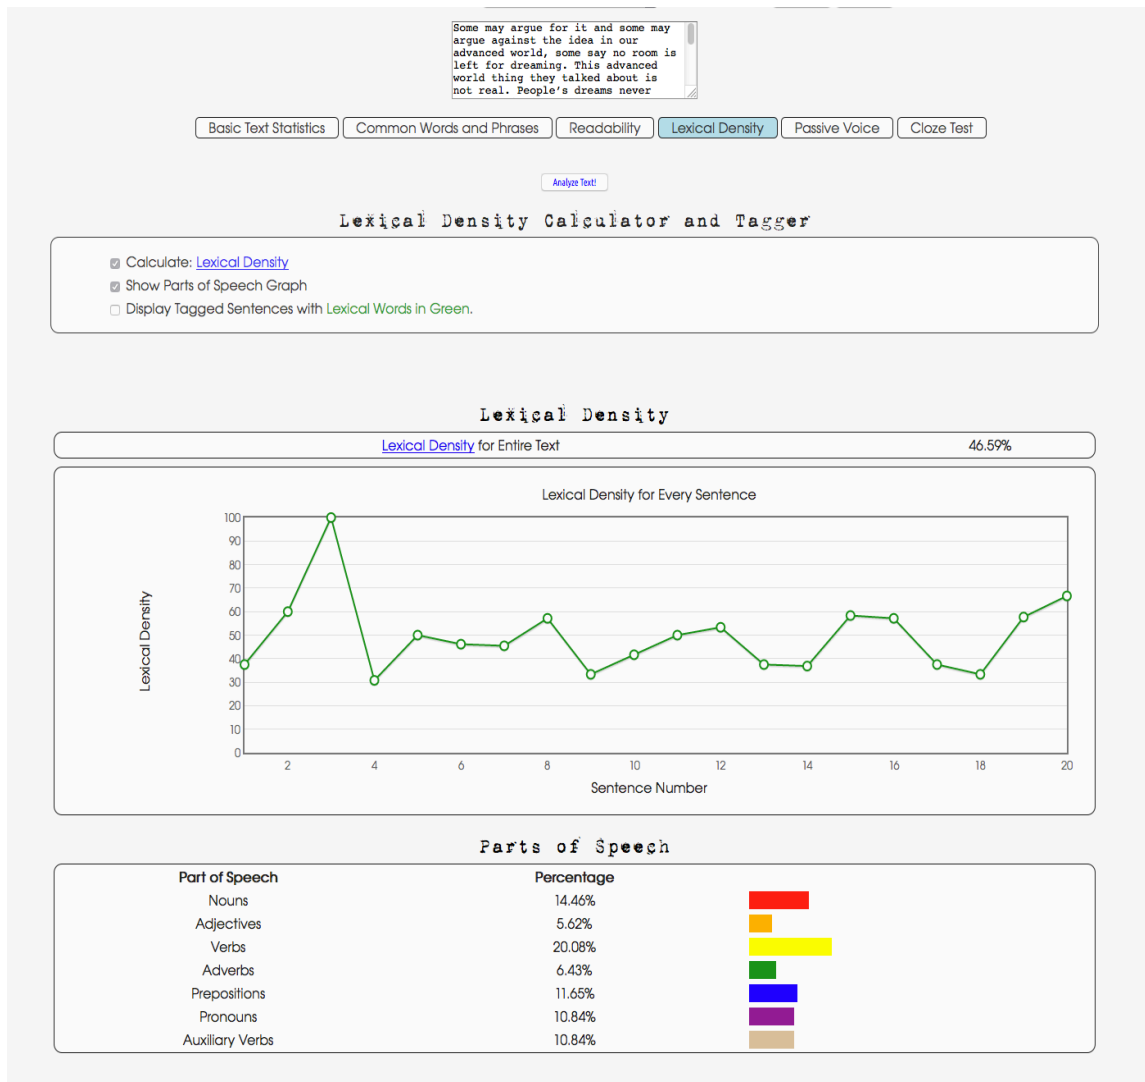 Some may argue for it and some may
argue against the idea in our
advanced world, some say no room is
left for dreaming. This advanced
world thing they talked about is
not real. People’s dreams never
Basic Text Statistics Common Words and Phrases Readability Lexical Density Passive Voice Cloze Test
Analyze Text!
Lexical Density Calculator and Tagger
Calculate: Lexical Density
Show Parts of Speech Graph
Display Tagged Sentences with Lexical Words in Green.
Lexical Density
Lexical Density for Entire Text 46.59%
Lexical Density for Every Sentence
100
90
80
70
60
50
40
30
20
10
0
Lexical Density
2 4 6 8 10 12 14 16 18 20
Sentence Number
Parts of Speech
Part of Speech Percentage
Nouns 14.46%
Adjectives 5.62%
Verbs 20.08%
Adverbs 6.43%
Prepositions 11.65%
Pronouns 10.84%
Auxiliary Verbs 10.84%